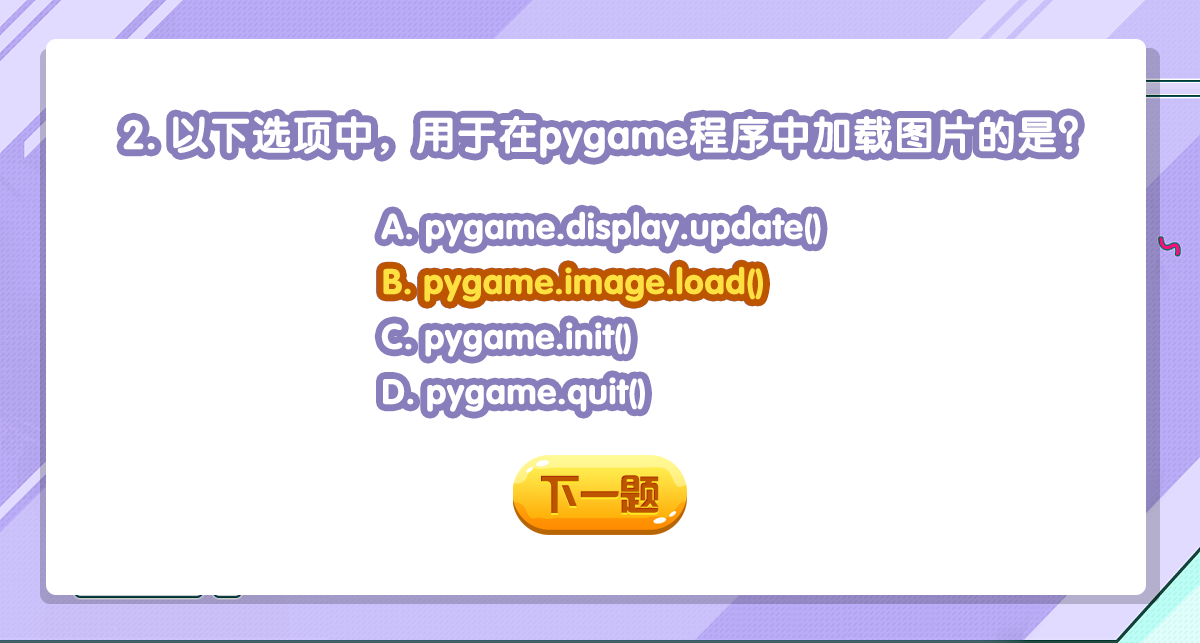 2. 以下选项中，用于在pygame程序中加载图片的是？
A. pygame.display.update()
B. pygame.image.load()
C. pygame.init()
D. pygame.quit()
下一题